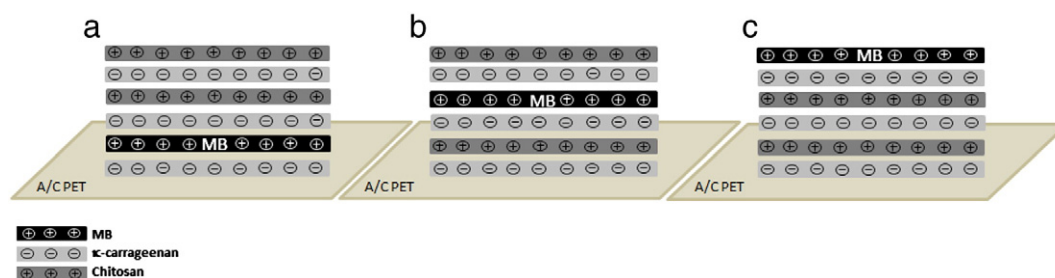 a b c
MB
MB
MB
A/C PET A/C PET A/C PET
MB
κ-carrageenan
Chitosan